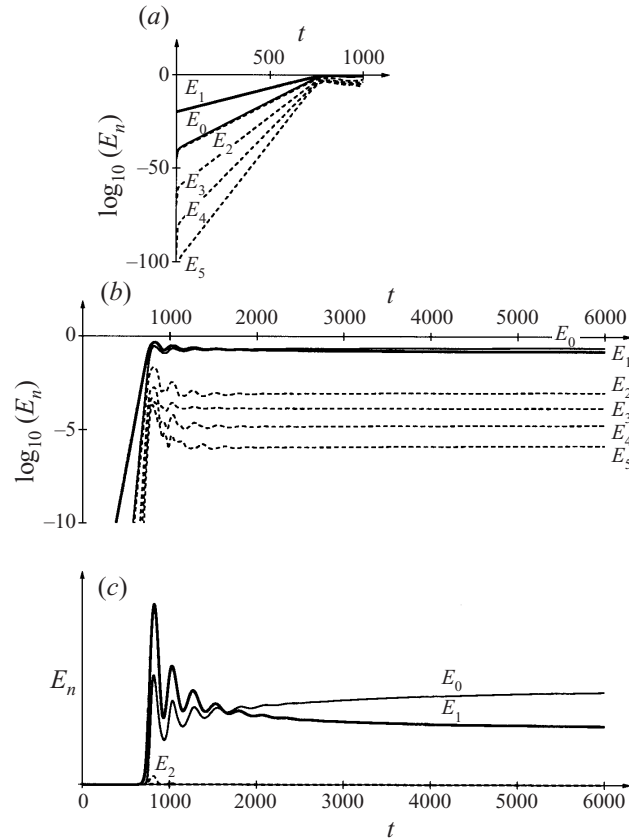 (a)
t
500 1000
0
E₁
E₀
E₂
E₃
E₄
E₅
−50
−100
log₁₀ (Eₙ)
(b)
t
1000 2000 3000 4000 5000 6000
0
E₀
E₁
E₂
E₃
E₄
E₅
−5
−10
log₁₀ (Eₙ)
(c)
Eₙ
E₀
E₁
E₂
0 1000 2000 3000 4000 5000 6000
t